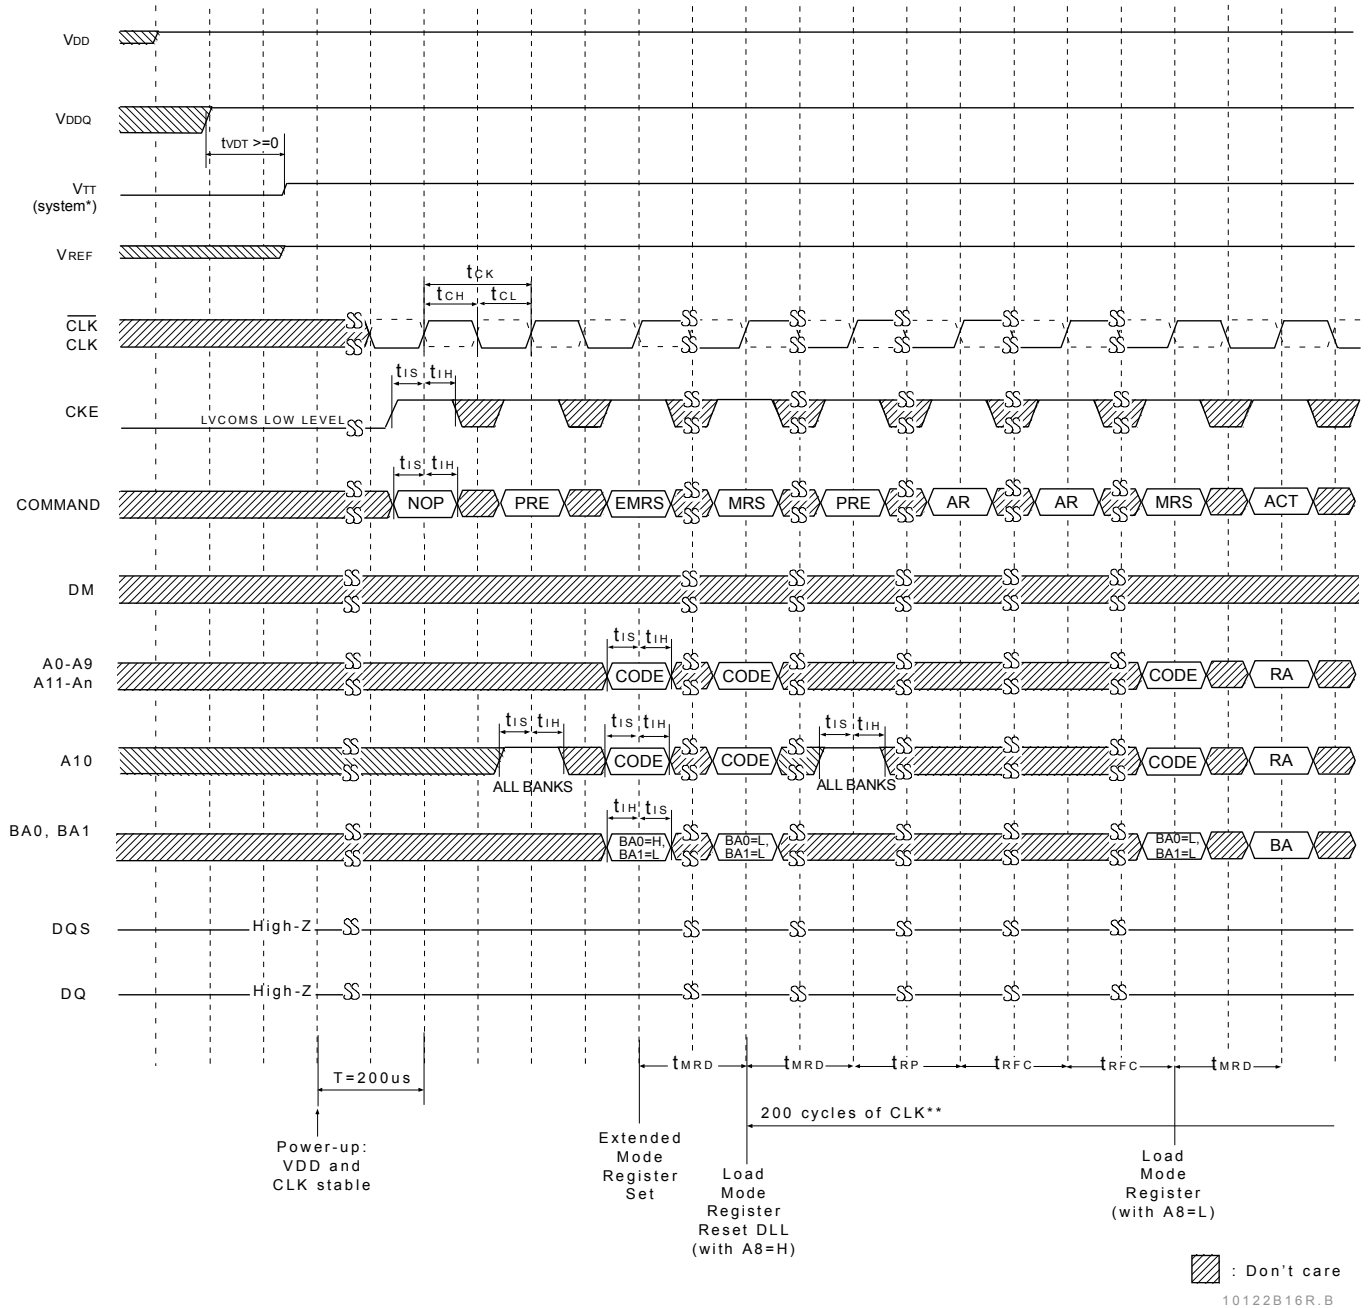 VDD
VDDQ
tVDT >=0
VTT
(system*)
VREF
tCK
tCH
tCL
CLK
CLK
tIS
tIH
CKE
LVCOMS LOW LEVEL
tIS
tIH
COMMAND
NOP
PRE
EMRS
MRS
PRE
AR
AR
MRS
ACT
DM
tIS
tIH
A0-A9
A11-An
CODE
CODE
CODE
RA
tIS
tIH
tIS
tIH
tIS
tIH
A10
CODE
CODE
CODE
RA
ALL BANKS
ALL BANKS
tIH
tIS
BA0, BA1
BA0=H,
BA1=L
BA0=L,
BA1=L
BA0=L,
BA1=L
BA
DQS
High-Z
DQ
High-Z
tMRD
tMRD
tRP
tRFC
tRFC
tMRD
T=200us
200 cycles of CLK**
Power-up:
VDD and
CLK stable
Extended
Mode
Register
Set
Load
Mode
Register
Reset DLL
(with A8=H)
Load
Mode
Register
(with A8=L)
: Don't care
10122B16R.B